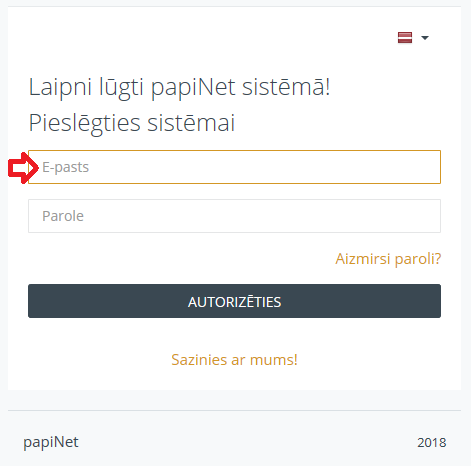 Laipni lūgti papiNet sistēmā!
Pieslēgties sistēmai
E-pasts
Parole
Aizmirsi paroli?
AUTORIZĒTIES
Sazinies ar mums!
papiNet 2018